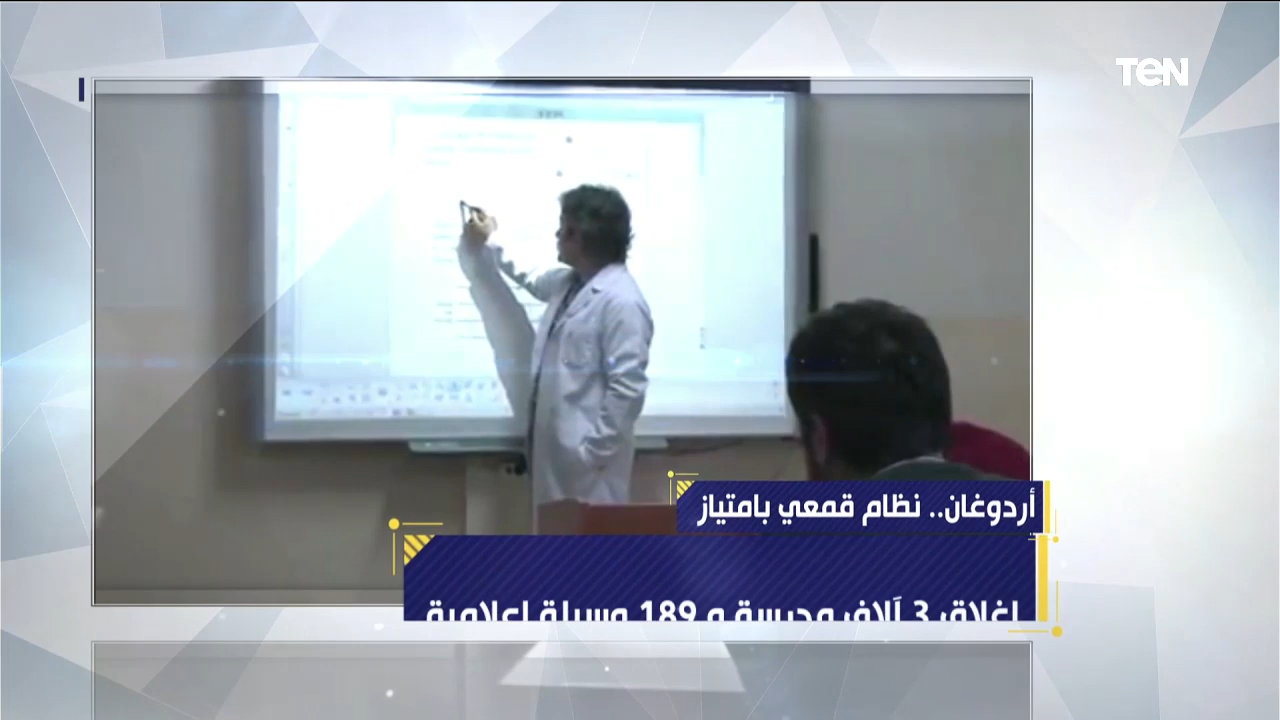 TEN
أردوغان.. نظام قمعي بامتياز
إغلاق 3 آلاف مدرسة و 189 وسيلة إعلامية